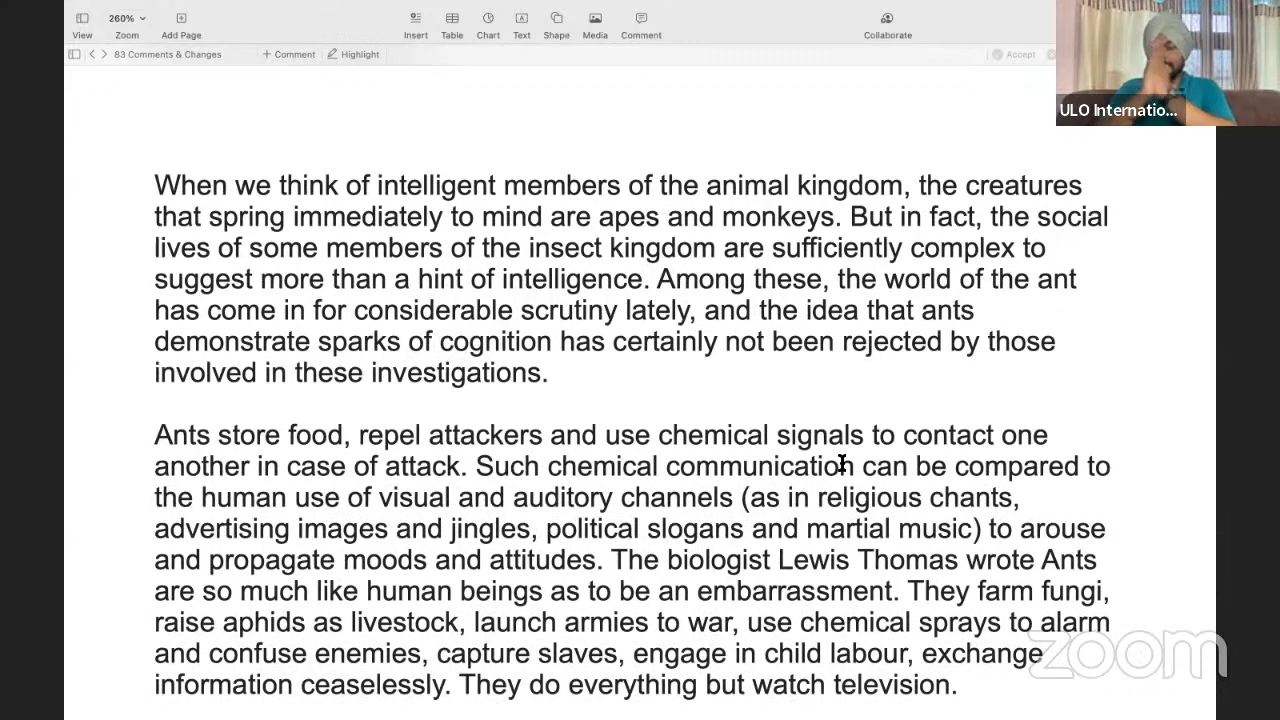 260%
View Zoom Add Page Insert Table Chart Text Shape Media Comment Collaborate
83 Comments & Changes + Comment Highlight Accept
ULO Internatio...
When we think of intelligent members of the animal kingdom, the creatures
that spring immediately to mind are apes and monkeys. But in fact, the social
lives of some members of the insect kingdom are sufficiently complex to
suggest more than a hint of intelligence. Among these, the world of the ant
has come in for considerable scrutiny lately, and the idea that ants
demonstrate sparks of cognition has certainly not been rejected by those
involved in these investigations.
Ants store food, repel attackers and use chemical signals to contact one
another in case of attack. Such chemical communication can be compared to
the human use of visual and auditory channels (as in religious chants,
advertising images and jingles, political slogans and martial music) to arouse
and propagate moods and attitudes. The biologist Lewis Thomas wrote Ants
are so much like human beings as to be an embarrassment. They farm fungi,
raise aphids as livestock, launch armies to war, use chemical sprays to alarm
and confuse enemies, capture slaves, engage in child labour, exchange
information ceaselessly. They do everything but watch television.
zoom